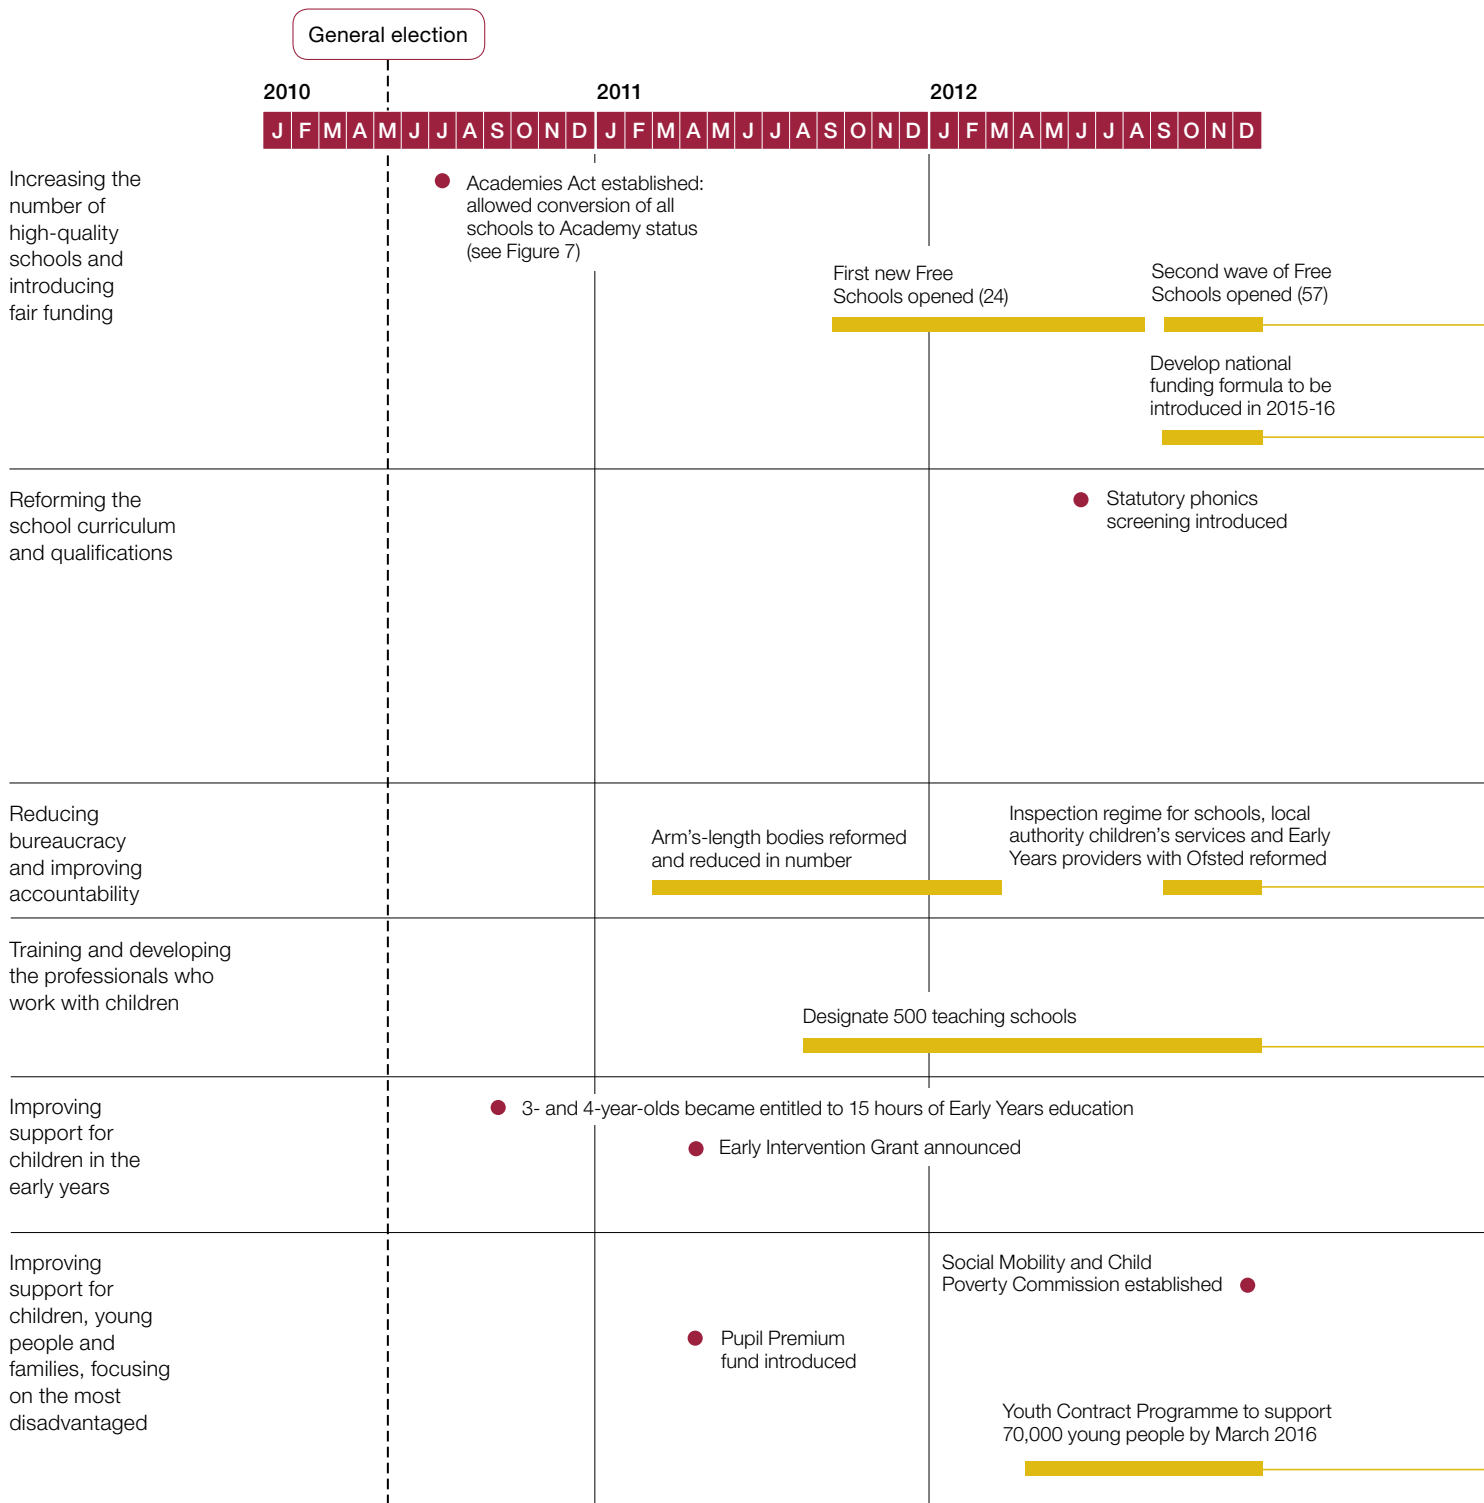 General election
2010
2011
2012
J F M A M J J A S O N D J F M A M J J A S O N D J F M A M J J A S O N D
Increasing the
number of
high-quality
schools and
introducing
fair funding
Academies Act established:
allowed conversion of all
schools to Academy status
(see Figure 7)
First new Free
Schools opened (24)
Second wave of Free
Schools opened (57)
Develop national
funding formula to be
introduced in 2015-16
Reforming the
school curriculum
and qualifications
Statutory phonics
screening introduced
Reducing
bureaucracy
and improving
accountability
Arm’s-length bodies reformed
and reduced in number
Inspection regime for schools, local
authority children’s services and Early
Years providers with Ofsted reformed
Training and developing
the professionals who
work with children
Designate 500 teaching schools
Improving
support for
children in the
early years
3- and 4-year-olds became entitled to 15 hours of Early Years education
Early Intervention Grant announced
Improving
support for
children, young
people and
families, focusing
on the most
disadvantaged
Social Mobility and Child
Poverty Commission established
Pupil Premium
fund introduced
Youth Contract Programme to support
70,000 young people by March 2016